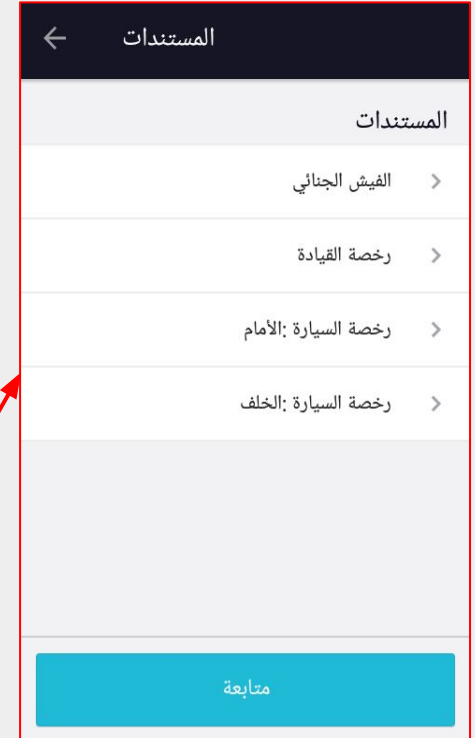 المستندات
المستندات
الفيش الجنائي
رخصة القيادة
رخصة السيارة :الأمام
رخصة السيارة :الخلف
متابعة